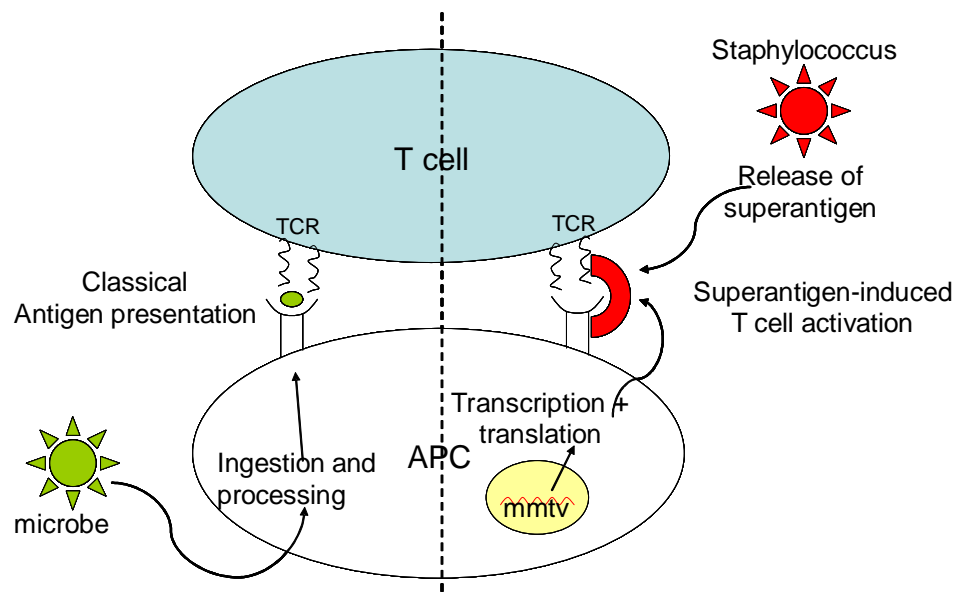 Staphylococcus
T cell
Release of
superantigen
TCR
TCR
Classical
Antigen presentation
Superantigen-induced
T cell activation
Transcription +
translation
APC
Ingestion and
processing
mmtv
microbe